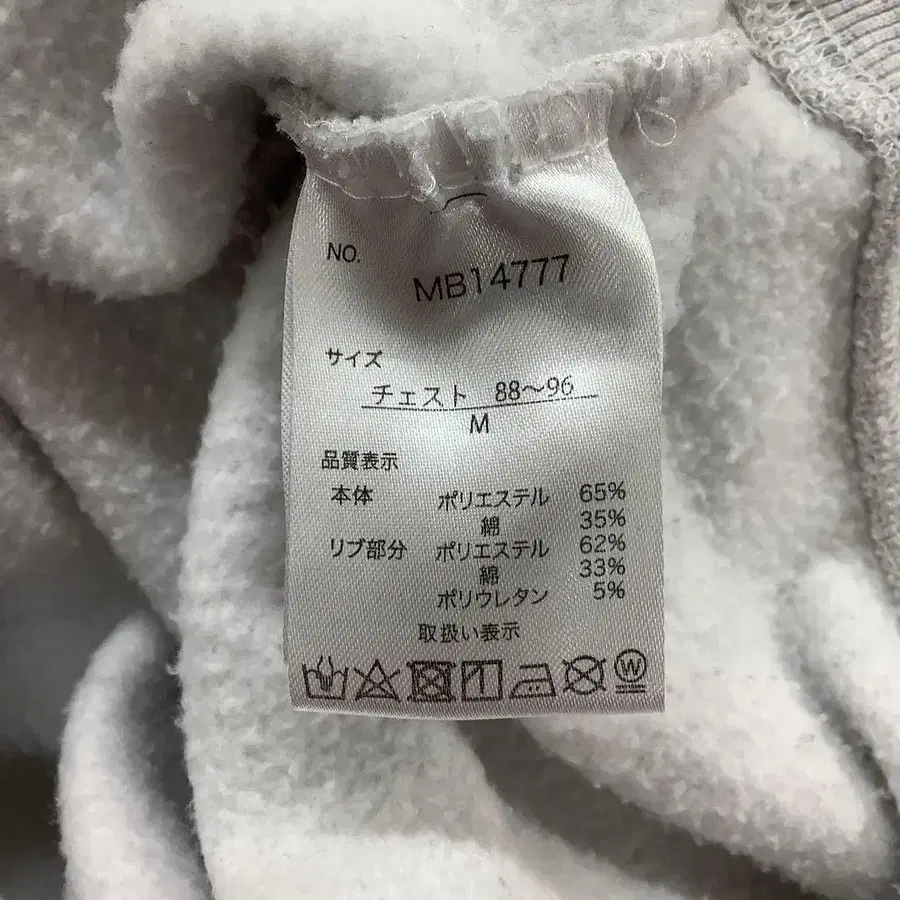 NO.
MB14777
サイズ
チェスト 88〜96
M
品質表示
本体 ポリエステル 65%
綿 35%
リブ部分 ポリエステル 62%
綿 33%
ポリウレタン 5%
取扱い表示
W